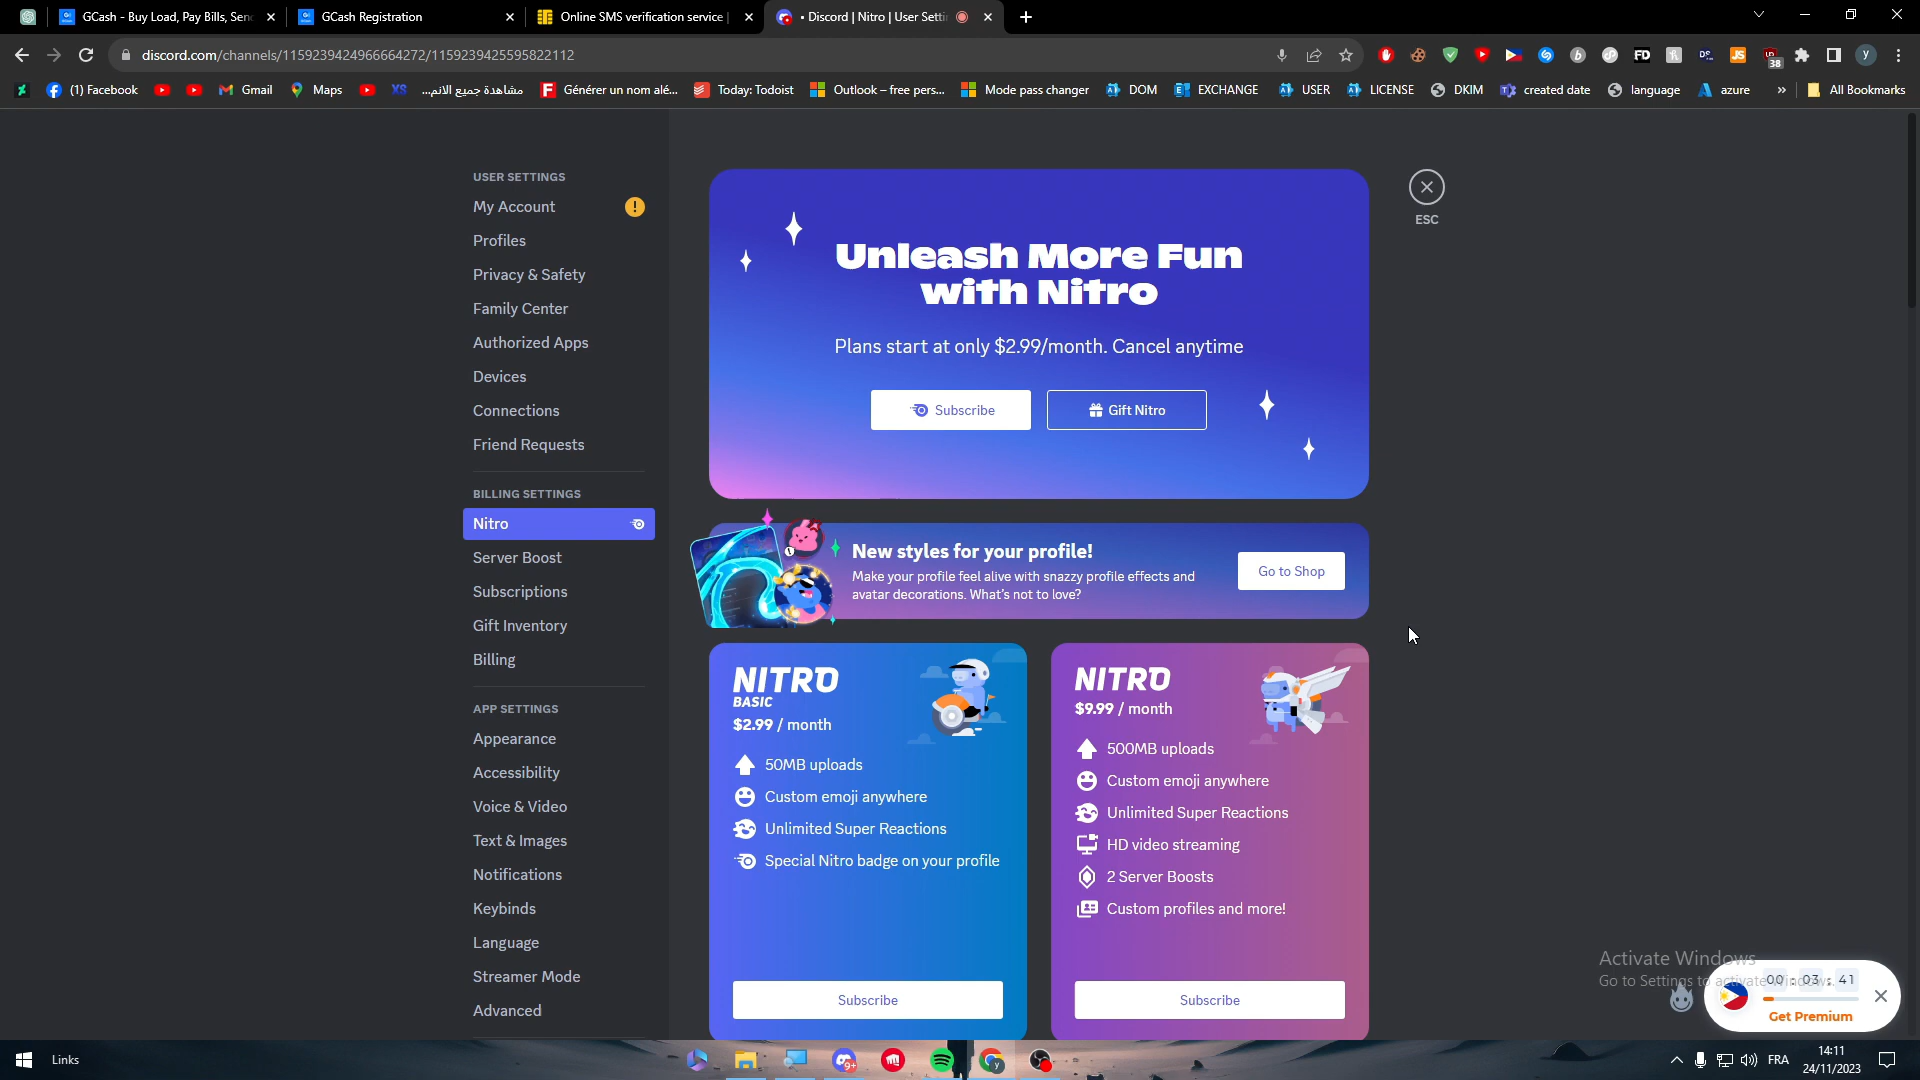 GCash - Buy Load, Pay Bills, Sen
GCash Registration
Online SMS verification service |
• Discord | Nitro | User Setti
discord.com/channels/1159239424966664272/1159239425595822112
38
y
(1) Facebook
Gmail
Maps
XS
مشاهدة جميع الانم...
Générer un nom alé...
Today: Todoist
Outlook – free pers...
Mode pass changer
DOM
EXCHANGE
USER
LICENSE
DKIM
created date
language
azure
»
All Bookmarks
USER SETTINGS
My Account
Profiles
Privacy & Safety
Family Center
Authorized Apps
Devices
Connections
Friend Requests
BILLING SETTINGS
Nitro
Server Boost
Subscriptions
Gift Inventory
Billing
APP SETTINGS
Appearance
Accessibility
Voice & Video
Text & Images
Notifications
Keybinds
Language
Streamer Mode
Advanced
Unleash More Fun
with Nitro
Plans start at only $2.99/month. Cancel anytime
Subscribe
Gift Nitro
ESC
New styles for your profile!
Make your profile feel alive with snazzy profile effects and
avatar decorations. What's not to love?
Go to Shop
NITRO
BASIC
$2.99 / month
50MB uploads
Custom emoji anywhere
Unlimited Super Reactions
Special Nitro badge on your profile
Subscribe
NITRO
$9.99 / month
500MB uploads
Custom emoji anywhere
Unlimited Super Reactions
HD video streaming
2 Server Boosts
Custom profiles and more!
Subscribe
Activate Windows
Go to Settings to activate Windows.
00 : 03 : 41
Get Premium
Links
9+
FRA
14:11
24/11/2023